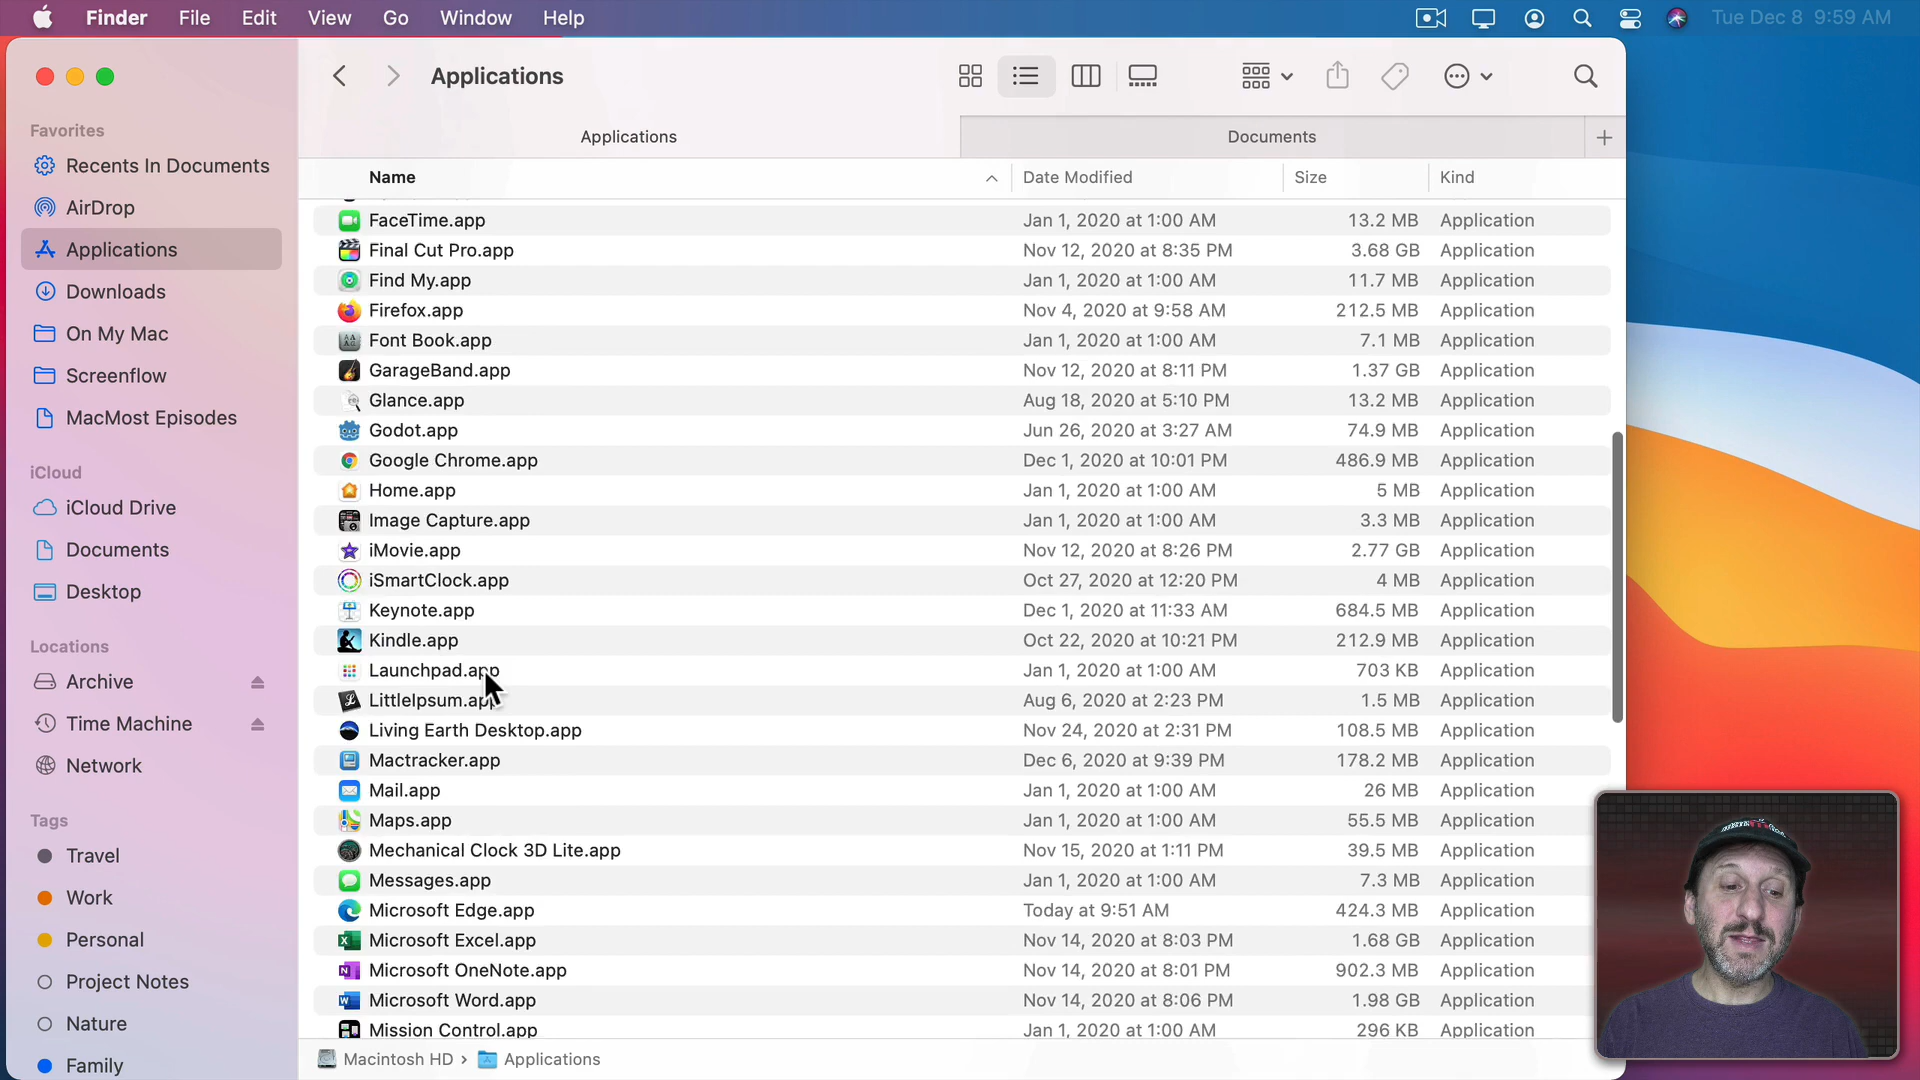 Finder File Edit View Go Window Help Tue Dec 8 9:59 AM
Applications
Applications Documents
Name Date Modified Size Kind
Favorites
Recents In Documents
AirDrop
Applications
Downloads
On My Mac
Screenflow
MacMost Episodes
iCloud
iCloud Drive
Documents
Desktop
Locations
Archive
Time Machine
Network
Tags
Travel
Work
Personal
Project Notes
Nature
Family
FaceTime.app Jan 1, 2020 at 1:00 AM 13.2 MB Application
Final Cut Pro.app Nov 12, 2020 at 8:35 PM 3.68 GB Application
Find My.app Jan 1, 2020 at 1:00 AM 11.7 MB Application
Firefox.app Nov 4, 2020 at 9:58 AM 212.5 MB Application
Font Book.app Jan 1, 2020 at 1:00 AM 7.1 MB Application
GarageBand.app Nov 12, 2020 at 8:11 PM 1.37 GB Application
Glance.app Aug 18, 2020 at 5:10 PM 13.2 MB Application
Godot.app Jun 26, 2020 at 3:27 AM 74.9 MB Application
Google Chrome.app Dec 1, 2020 at 10:01 PM 486.9 MB Application
Home.app Jan 1, 2020 at 1:00 AM 5 MB Application
Image Capture.app Jan 1, 2020 at 1:00 AM 3.3 MB Application
iMovie.app Nov 12, 2020 at 8:26 PM 2.77 GB Application
iSmartClock.app Oct 27, 2020 at 12:20 PM 4 MB Application
Keynote.app Dec 1, 2020 at 11:33 AM 684.5 MB Application
Kindle.app Oct 22, 2020 at 10:21 PM 212.9 MB Application
Launchpad.app Jan 1, 2020 at 1:00 AM 703 KB Application
LittleIpsum.app Aug 6, 2020 at 2:23 PM 1.5 MB Application
Living Earth Desktop.app Nov 24, 2020 at 2:31 PM 108.5 MB Application
Mactracker.app Dec 6, 2020 at 9:39 PM 178.2 MB Application
Mail.app Jan 1, 2020 at 1:00 AM 26 MB Application
Maps.app Jan 1, 2020 at 1:00 AM 55.5 MB Application
Mechanical Clock 3D Lite.app Nov 15, 2020 at 1:11 PM 39.5 MB Application
Messages.app Jan 1, 2020 at 1:00 AM 7.3 MB Application
Microsoft Edge.app Today at 9:51 AM 424.3 MB Application
Microsoft Excel.app Nov 14, 2020 at 8:03 PM 1.68 GB Application
Microsoft OneNote.app Nov 14, 2020 at 8:01 PM 902.3 MB Application
Microsoft Word.app Nov 14, 2020 at 8:06 PM 1.98 GB Application
Mission Control.app Jan 1, 2020 at 1:00 AM 296 KB Application
Macintosh HD › Applications